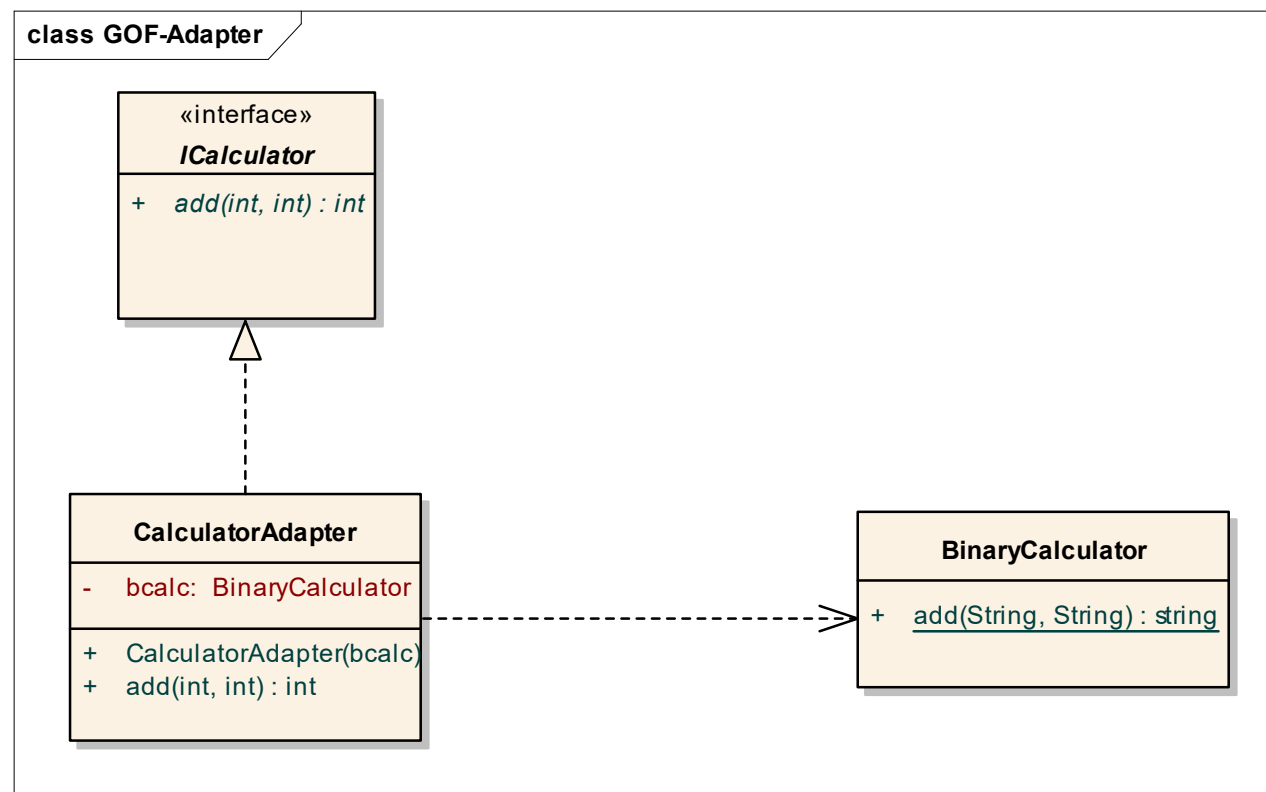 class GOF-Adapter
«interface»
ICalculator
+ add(int, int) : int
CalculatorAdapter
- bcalc: BinaryCalculator
+ CalculatorAdapter(bcalc)
+ add(int, int) : int
BinaryCalculator
+ add(String, String) : string